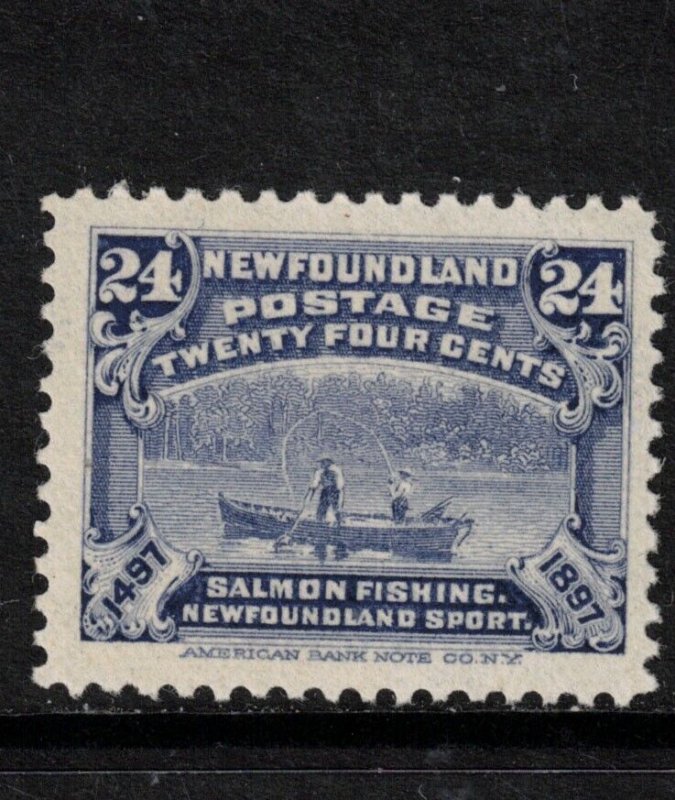 24 NEWFOUNDLAND 24
POSTAGE
TWENTY FOUR CENTS
1497 1897
SALMON FISHING.
NEWFOUNDLAND SPORT.
AMERICAN BANK NOTE CO. N.Y.